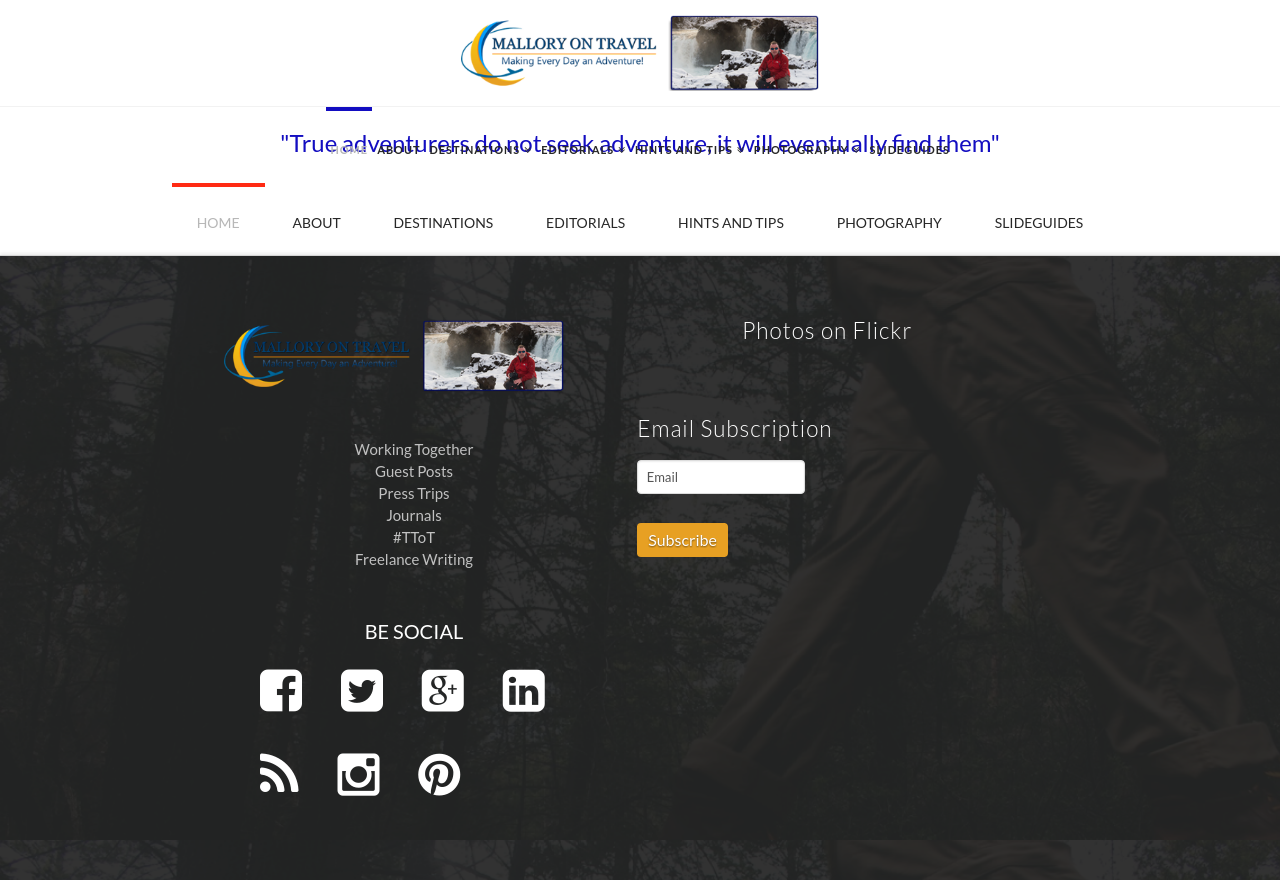 MALLORY ON TRAVEL
Making Every Day an Adventure!
"True adventurers do not seek adventure, it will eventually find them"
HOME ABOUT DESTINATIONS EDITORIALS HINTS AND TIPS PHOTOGRAPHY SLIDEGUIDES
HOME ABOUT DESTINATIONS EDITORIALS HINTS AND TIPS PHOTOGRAPHY SLIDEGUIDES
MALLORY ON TRAVEL
Making Every Day an Adventure!
Photos on Flickr
Email Subscription
Email
Subscribe
Working Together
Guest Posts
Press Trips
Journals
#TToT
Freelance Writing
BE SOCIAL